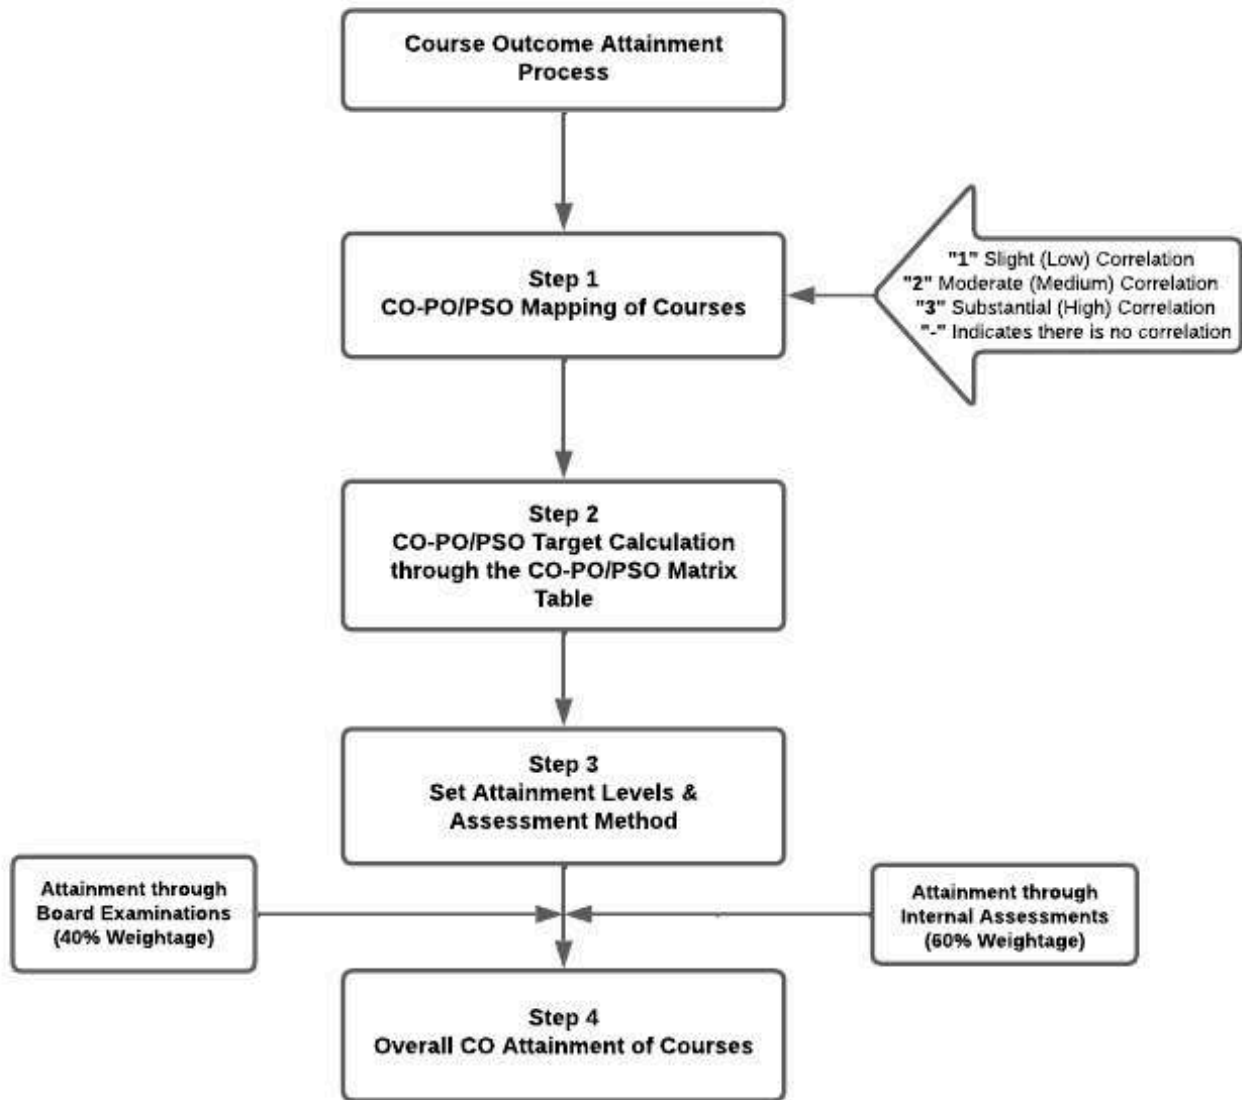 Course Outcome Attainment
Process
Step 1
CO-PO/PSO Mapping of Courses
"1" Slight (Low) Correlation
"2" Moderate (Medium) Correlation
"3" Substantial (High) Correlation
"-" Indicates there is no correlation
Step 2
CO-PO/PSO Target Calculation
through the CO-PO/PSO Matrix
Table
Step 3
Set Attainment Levels &
Assessment Method
Attainment through
Board Examinations
(40% Weightage)
Attainment through
Internal Assessments
(60% Weightage)
Step 4
Overall CO Attainment of Courses